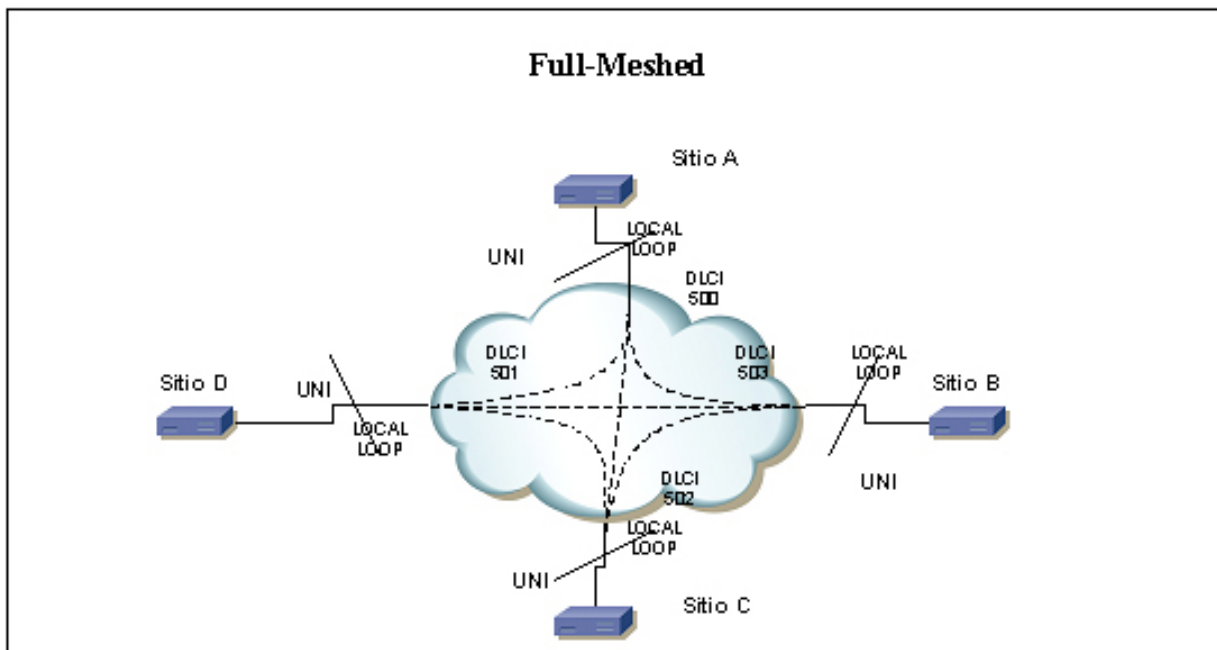 Full-Meshed
Sitio A
LOCAL
LOOP
UNI
DLCI
500
DLCI
501
DLCI
503
LOCAL
LOOP
Sitio D
UNI
Sitio B
LOCAL
LOOP
DLCI
502
UNI
LOCAL
LOOP
UNI
Sitio C